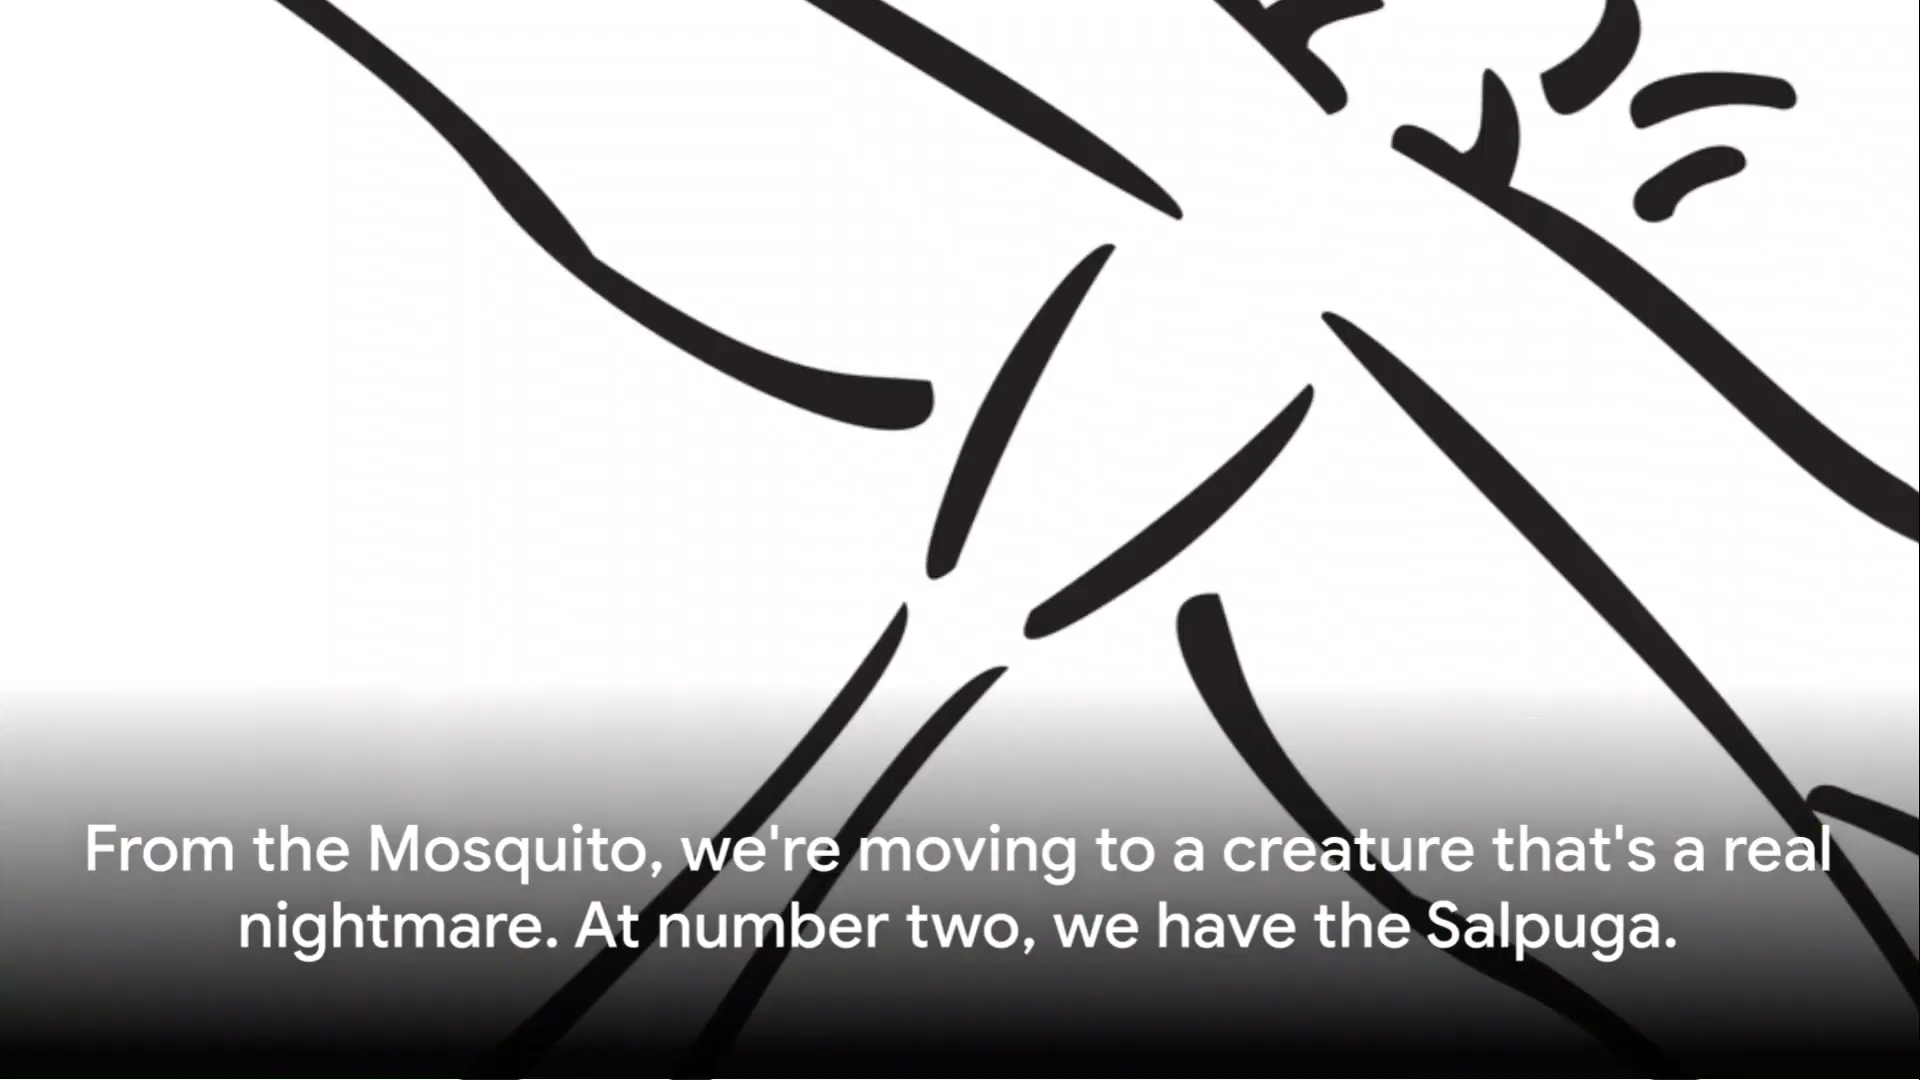 From the Mosquito, we're moving to a creature that's a real
nightmare. At number two, we have the Salpuga.